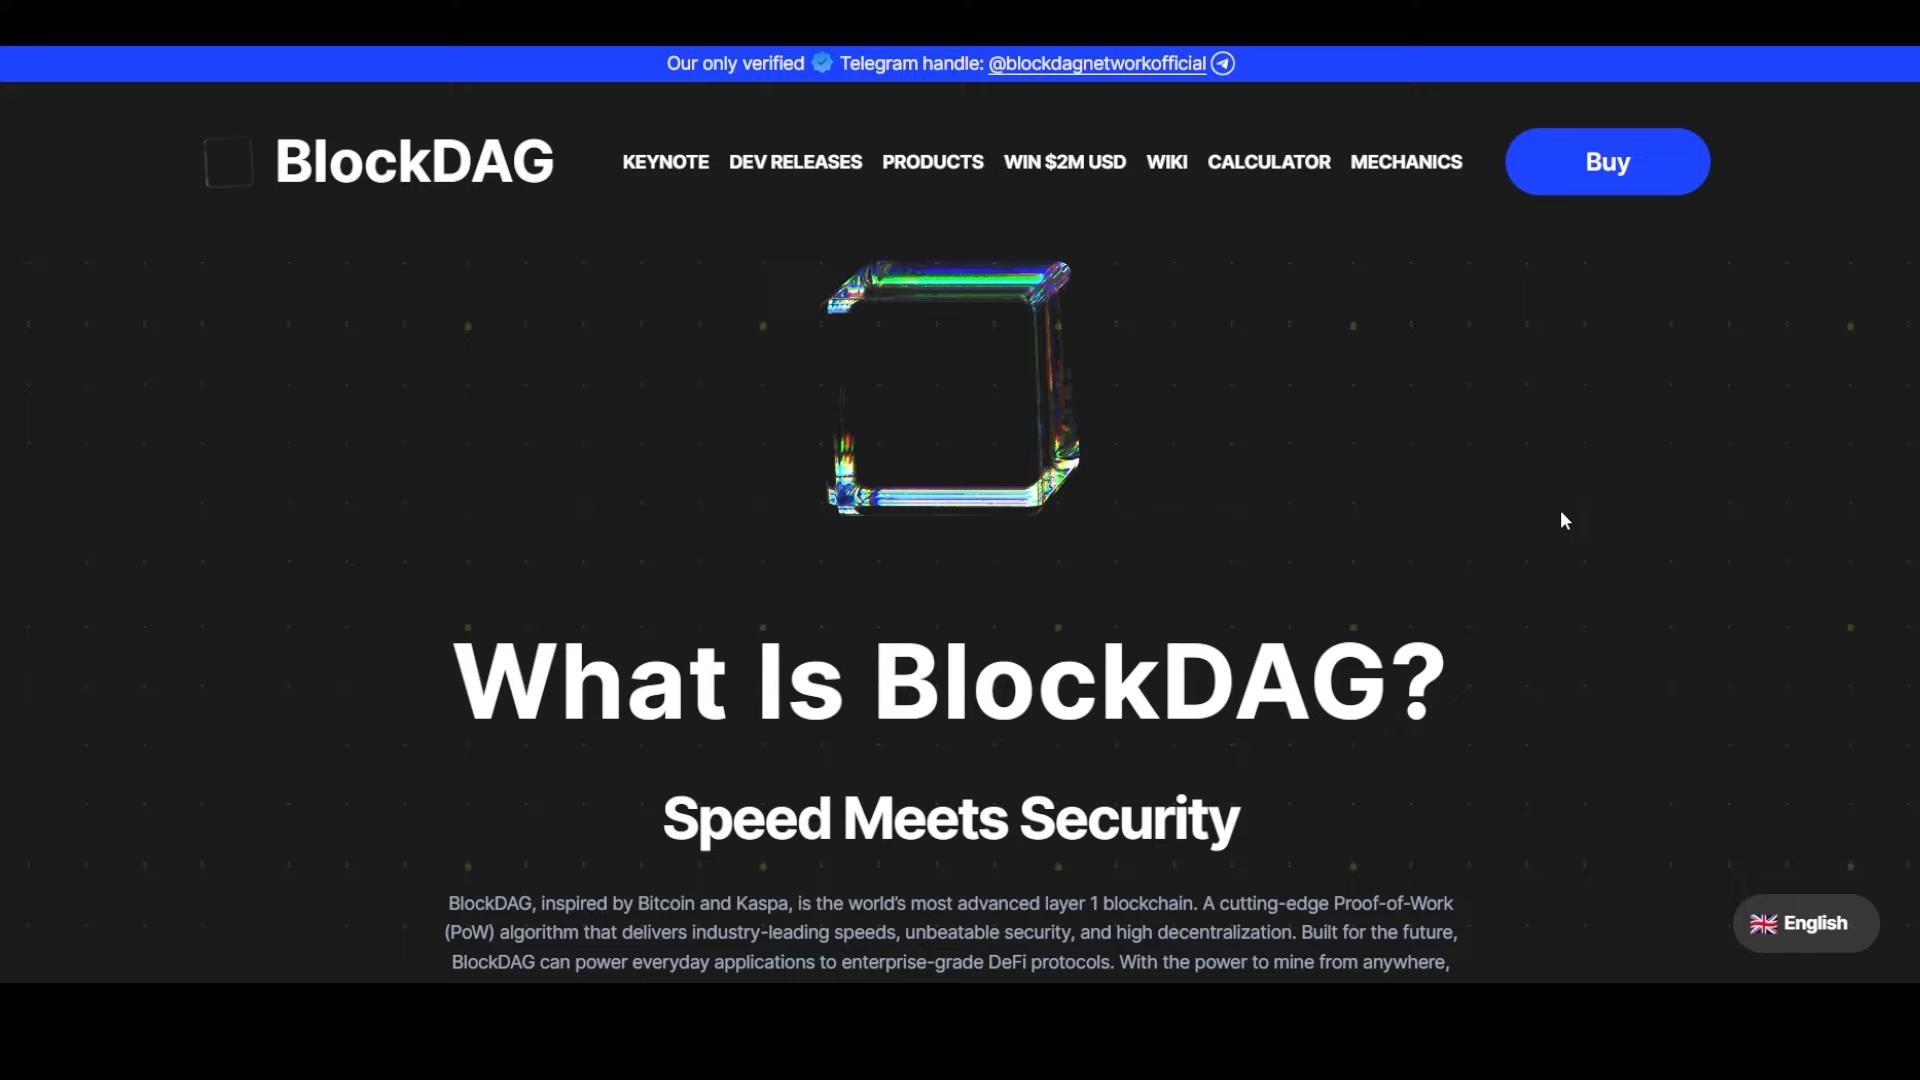 Our only verified Telegram handle: @blockdagnetworkofficial
BlockDAG
KEYNOTE DEV RELEASES PRODUCTS WIN $2M USD WIKI CALCULATOR MECHANICS
Buy
What Is BlockDAG?
Speed Meets Security
BlockDAG, inspired by Bitcoin and Kaspa, is the world’s most advanced layer 1 blockchain. A cutting-edge Proof-of-Work
(PoW) algorithm that delivers industry-leading speeds, unbeatable security, and high decentralization. Built for the future,
BlockDAG can power everyday applications to enterprise-grade DeFi protocols. With the power to mine from anywhere,
English